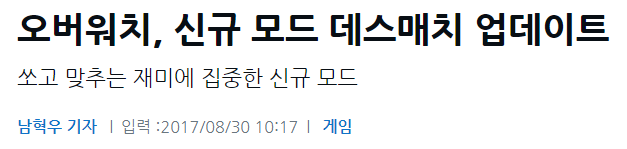 오버워치, 신규 모드 데스매치 업데이트
쏘고 맞추는 재미에 집중한 신규 모드
남혁우 기자 | 입력 :2017/08/30 10:17 | 게임